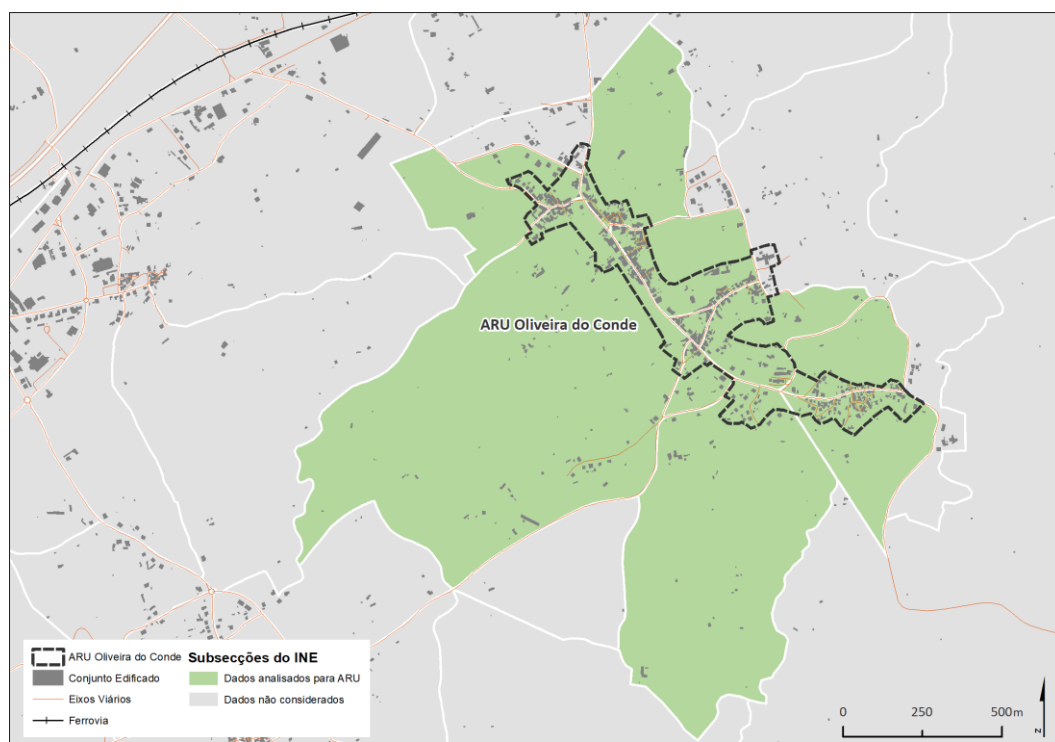 ARU Oliveira do Conde
ARU Oliveira do Conde
Conjunto Edificado
Eixos Viários
Ferrovia
Subsecções do INE
Dados analisados para ARU
Dados não considerados
0 250 500m
N